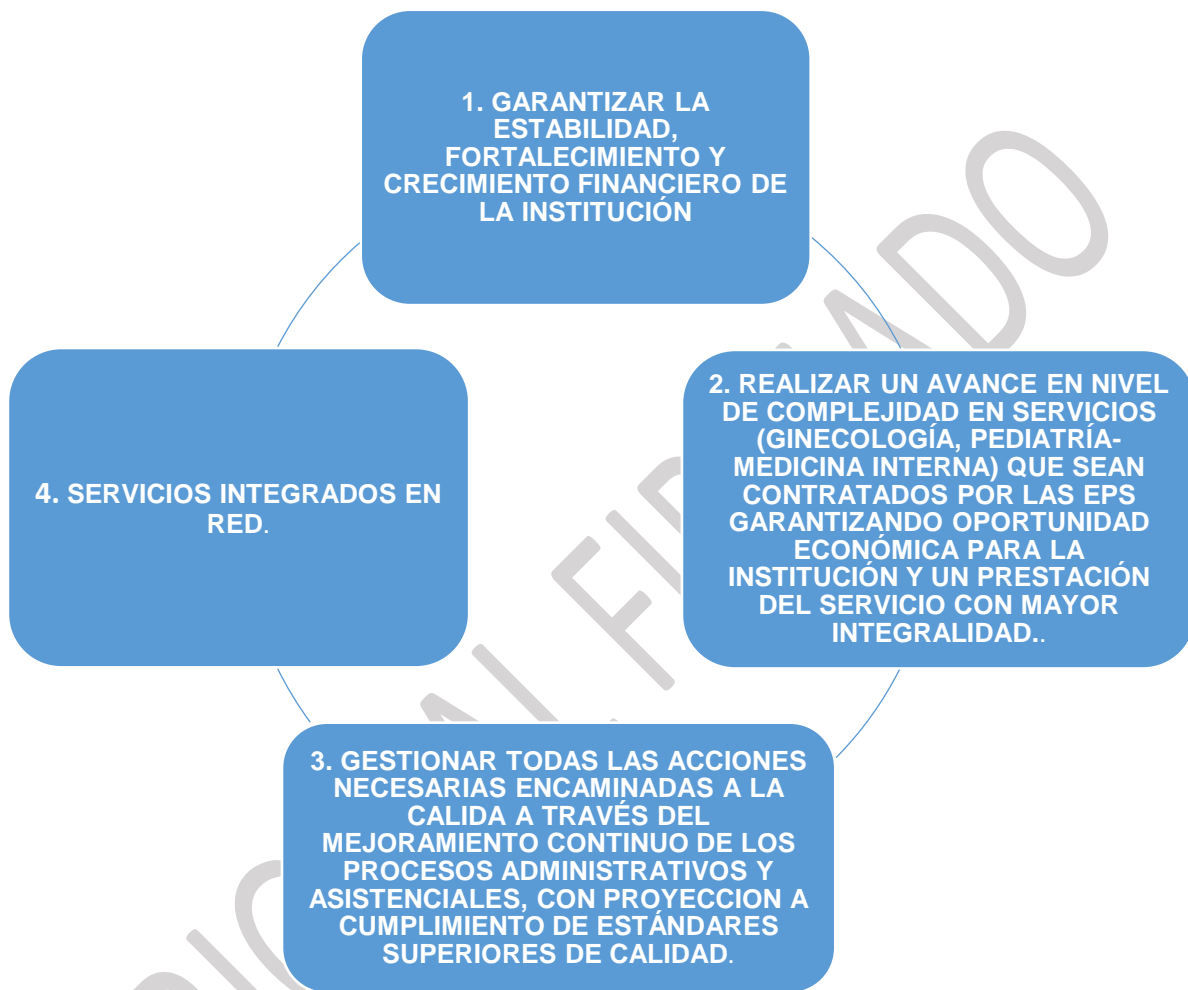 1. GARANTIZAR LA
ESTABILIDAD,
FORTALECIMIENTO Y
CRECIMIENTO FINANCIERO DE
LA INSTITUCIÓN
2. REALIZAR UN AVANCE EN NIVEL
DE COMPLEJIDAD EN SERVICIOS
(GINECOLOGÍA, PEDIATRÍA-
MEDICINA INTERNA) QUE SEAN
CONTRATADOS POR LAS EPS
GARANTIZANDO OPORTUNIDAD
ECONÓMICA PARA LA
INSTITUCIÓN Y UN PRESTACIÓN
DEL SERVICIO CON MAYOR
INTEGRALIDAD..
3. GESTIONAR TODAS LAS ACCIONES
NECESARIAS ENCAMINADAS A LA
CALIDA A TRAVÉS DEL
MEJORAMIENTO CONTINUO DE LOS
PROCESOS ADMINISTRATIVOS Y
ASISTENCIALES, CON PROYECCION A
CUMPLIMIENTO DE ESTÁNDARES
SUPERIORES DE CALIDAD.
4. SERVICIOS INTEGRADOS EN
RED.